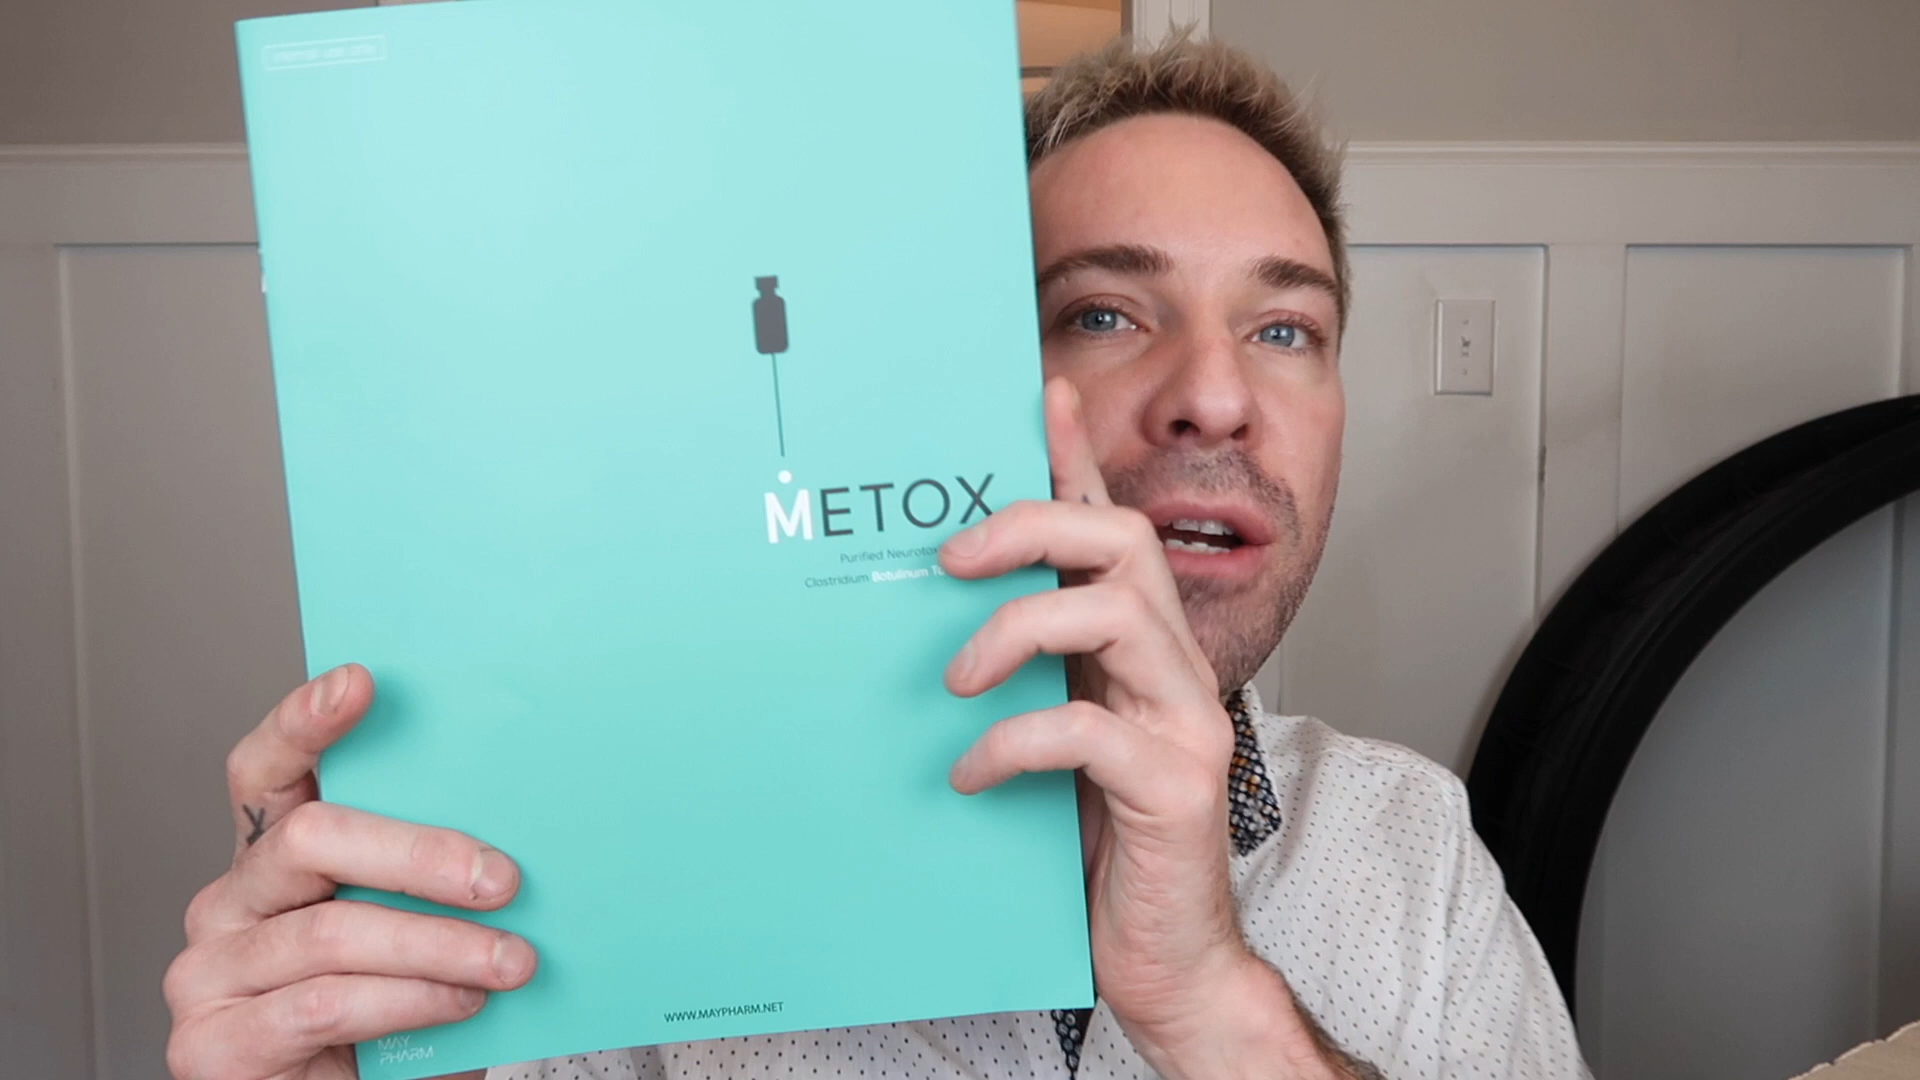 METOX
Purified Neurotox
Clostridium Botulinum
WWW.MAYPHARM.NET
MAY
PHARM